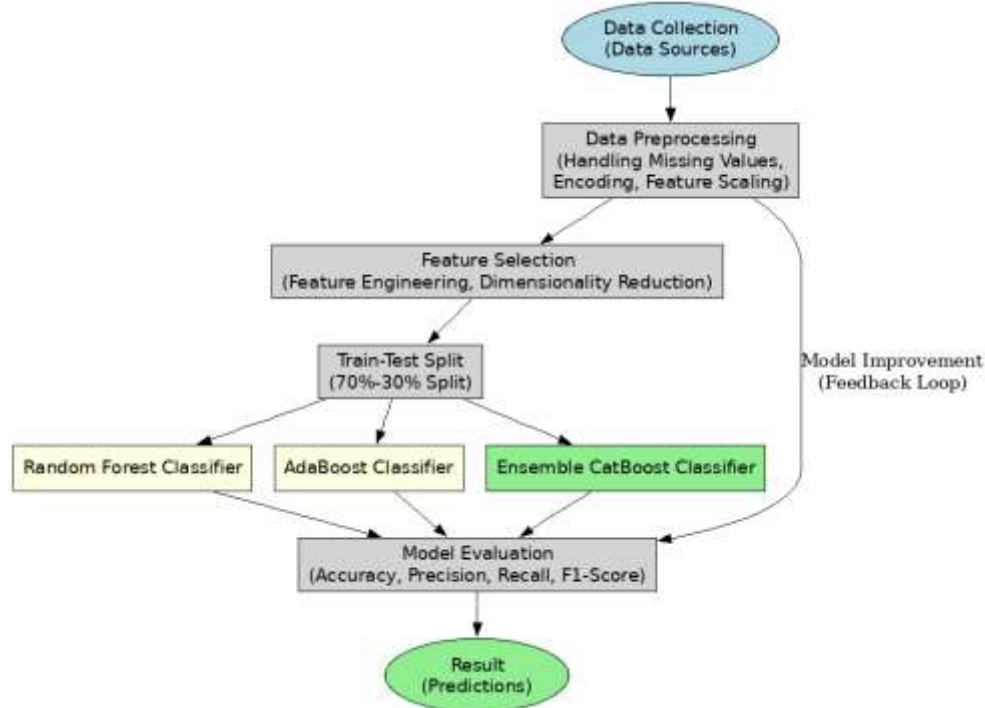 Data Collection
(Data Sources)
Data Preprocessing
(Handling Missing Values,
Encoding, Feature Scaling)
Feature Selection
(Feature Engineering, Dimensionality Reduction)
Train-Test Split
(70%-30% Split)
Model Improvement
(Feedback Loop)
Random Forest Classifier
AdaBoost Classifier
Ensemble CatBoost Classifier
Model Evaluation
(Accuracy, Precision, Recall, F1-Score)
Result
(Predictions)